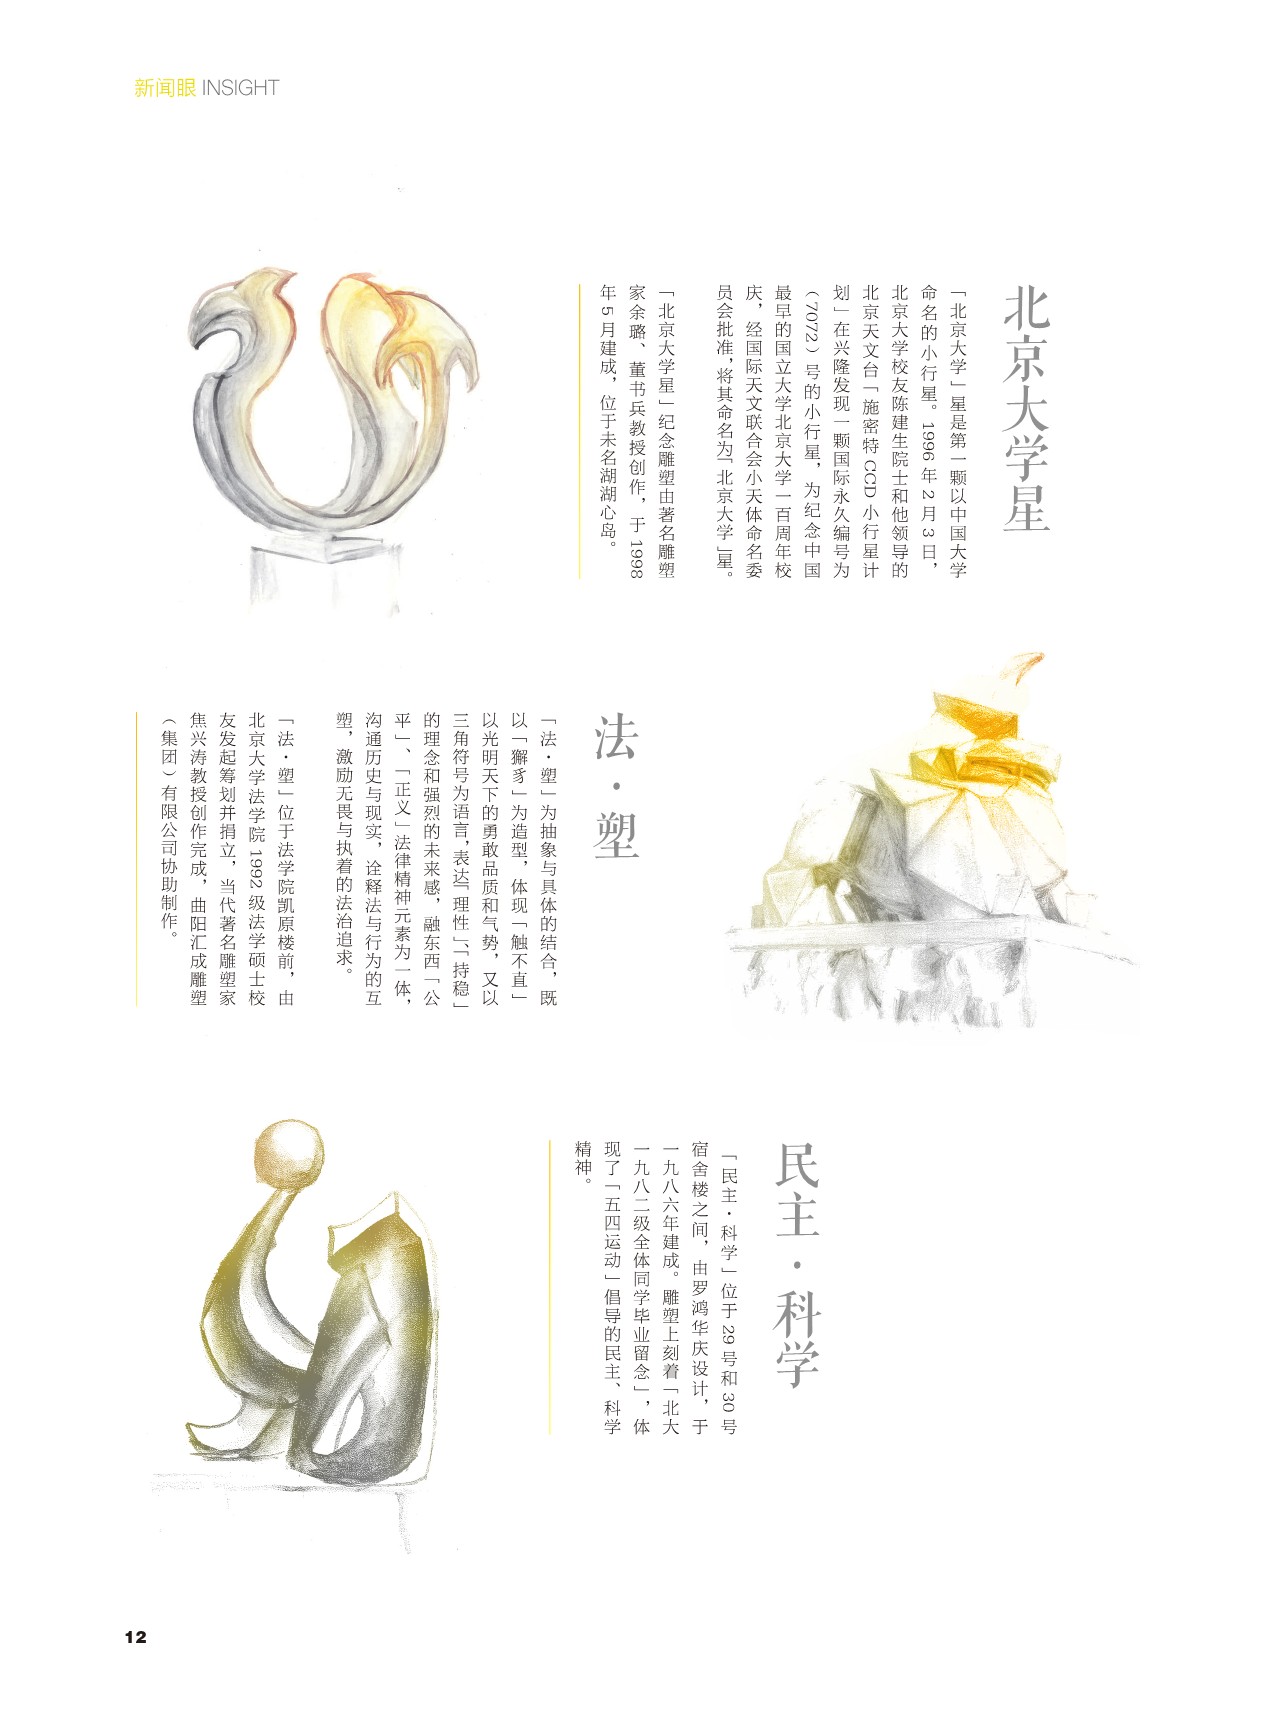 新闻眼 INSIGHT
北京大学星
「北京大学」星是第一颗以中国大学
命名的小行星。1996 年 2 月 3 日，
北京大学校友陈建生院士和他领导的
北京天文台「施密特 CCD 小行星计
划」在兴隆发现一颗国际永久编号为
（7072）号的小行星，为纪念中国
最早的国立大学北京大学一百周年校
庆，经国际天文联合会小天体命名委
员会批准，将其命名为「北京大学」星。
「北京大学星」纪念雕塑由著名雕塑
家余璐、董书兵教授创作，于 1998
年 5 月建成，位于未名湖湖心岛。
法·塑
「法·塑」为抽象与具体的结合，既
以「獬豸」为造型，体现「触不直」
以光明天下的勇敢品质和气势，又以
三角符号为语言，表达「理性」、「持稳」
的理念和强烈的未来感，融东西「公
平」、「正义」法律精神元素为一体，
沟通历史与现实，诠释法与行为的互
塑，激励无畏与执着的法治追求。
「法·塑」位于法学院凯原楼前，由
北京大学法学院 1992 级法学硕士校
友发起筹划并捐立，当代著名雕塑家
焦兴涛教授创作完成，曲阳汇成雕塑
（集团）有限公司协助制作。
民主·科学
「民主·科学」位于 29 号和 30 号
宿舍楼之间，由罗鸿华庆设计，于
一九八六年建成。雕塑上刻着「北大
一九八二级全体同学毕业留念」，体
现了「五四运动」倡导的民主、科学
精神。
12